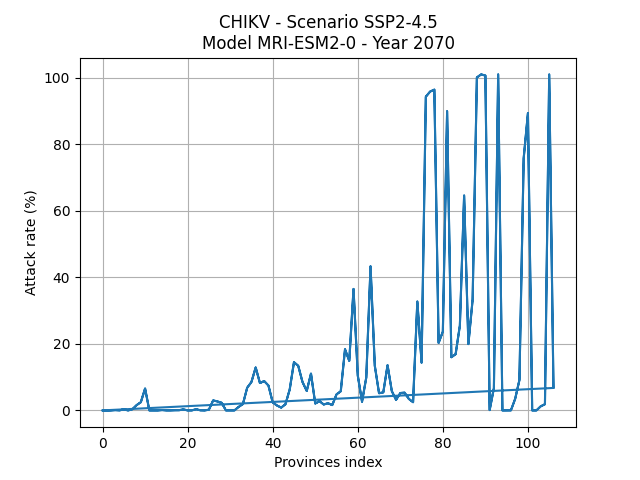 CHIKV - Scenario SSP2-4.5
Model MRI-ESM2-0 - Year 2070
100
80
60
40
20
0
Attack rate (%)
0 20 40 60 80 100
Provinces index